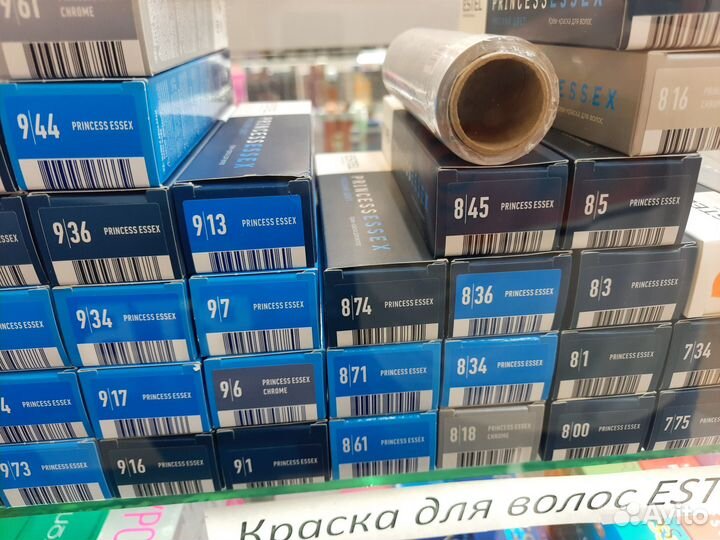 9|61
ESTEL
PRINCESS ESSEX
Крем-краска для волос
9|44 PRINCESS ESSEX
PRINCESS ESSEX
ESSEX
8|16
9|36 PRINCESS ESSEX
9|13 PRINCESS ESSEX
PRINCESS ESSEX
8|45 PRINCESS ESSEX
8|5 PRINCESS ESSEX
9|34 PRINCESS ESSEX
9|7 PRINCESS ESSEX
8|74 PRINCESS ESSEX
8|36 PRINCESS ESSEX
8|3 PRINCESS ESSEX
PRINCESS ESSEX
9|17 PRINCESS ESSEX
9|6 PRINCESS ESSEX
CHROME
8|71 PRINCESS ESSEX
8|34 PRINCESS ESSEX
8|1 PRINCESS ESSEX
7|34
9|73 PRINCESS ESSEX
9|16 PRINCESS ESSEX
9|1 PRINCESS ESSEX
8|61 PRINCESS ESSEX
8|18 PRINCESS ESSEX
CHROME
8|00 PRINCESS ESSEX
7|75
Краска для волос EST
Avito